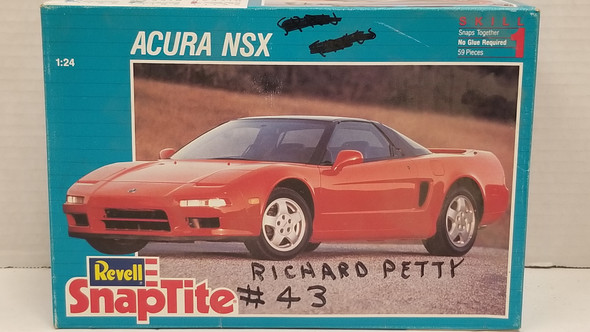 ACURA NSX
SKILL
1
Snaps Together
No Glue Required
59 Pieces
1:24
Revell
SnapTite
RICHARD PETTY
#43